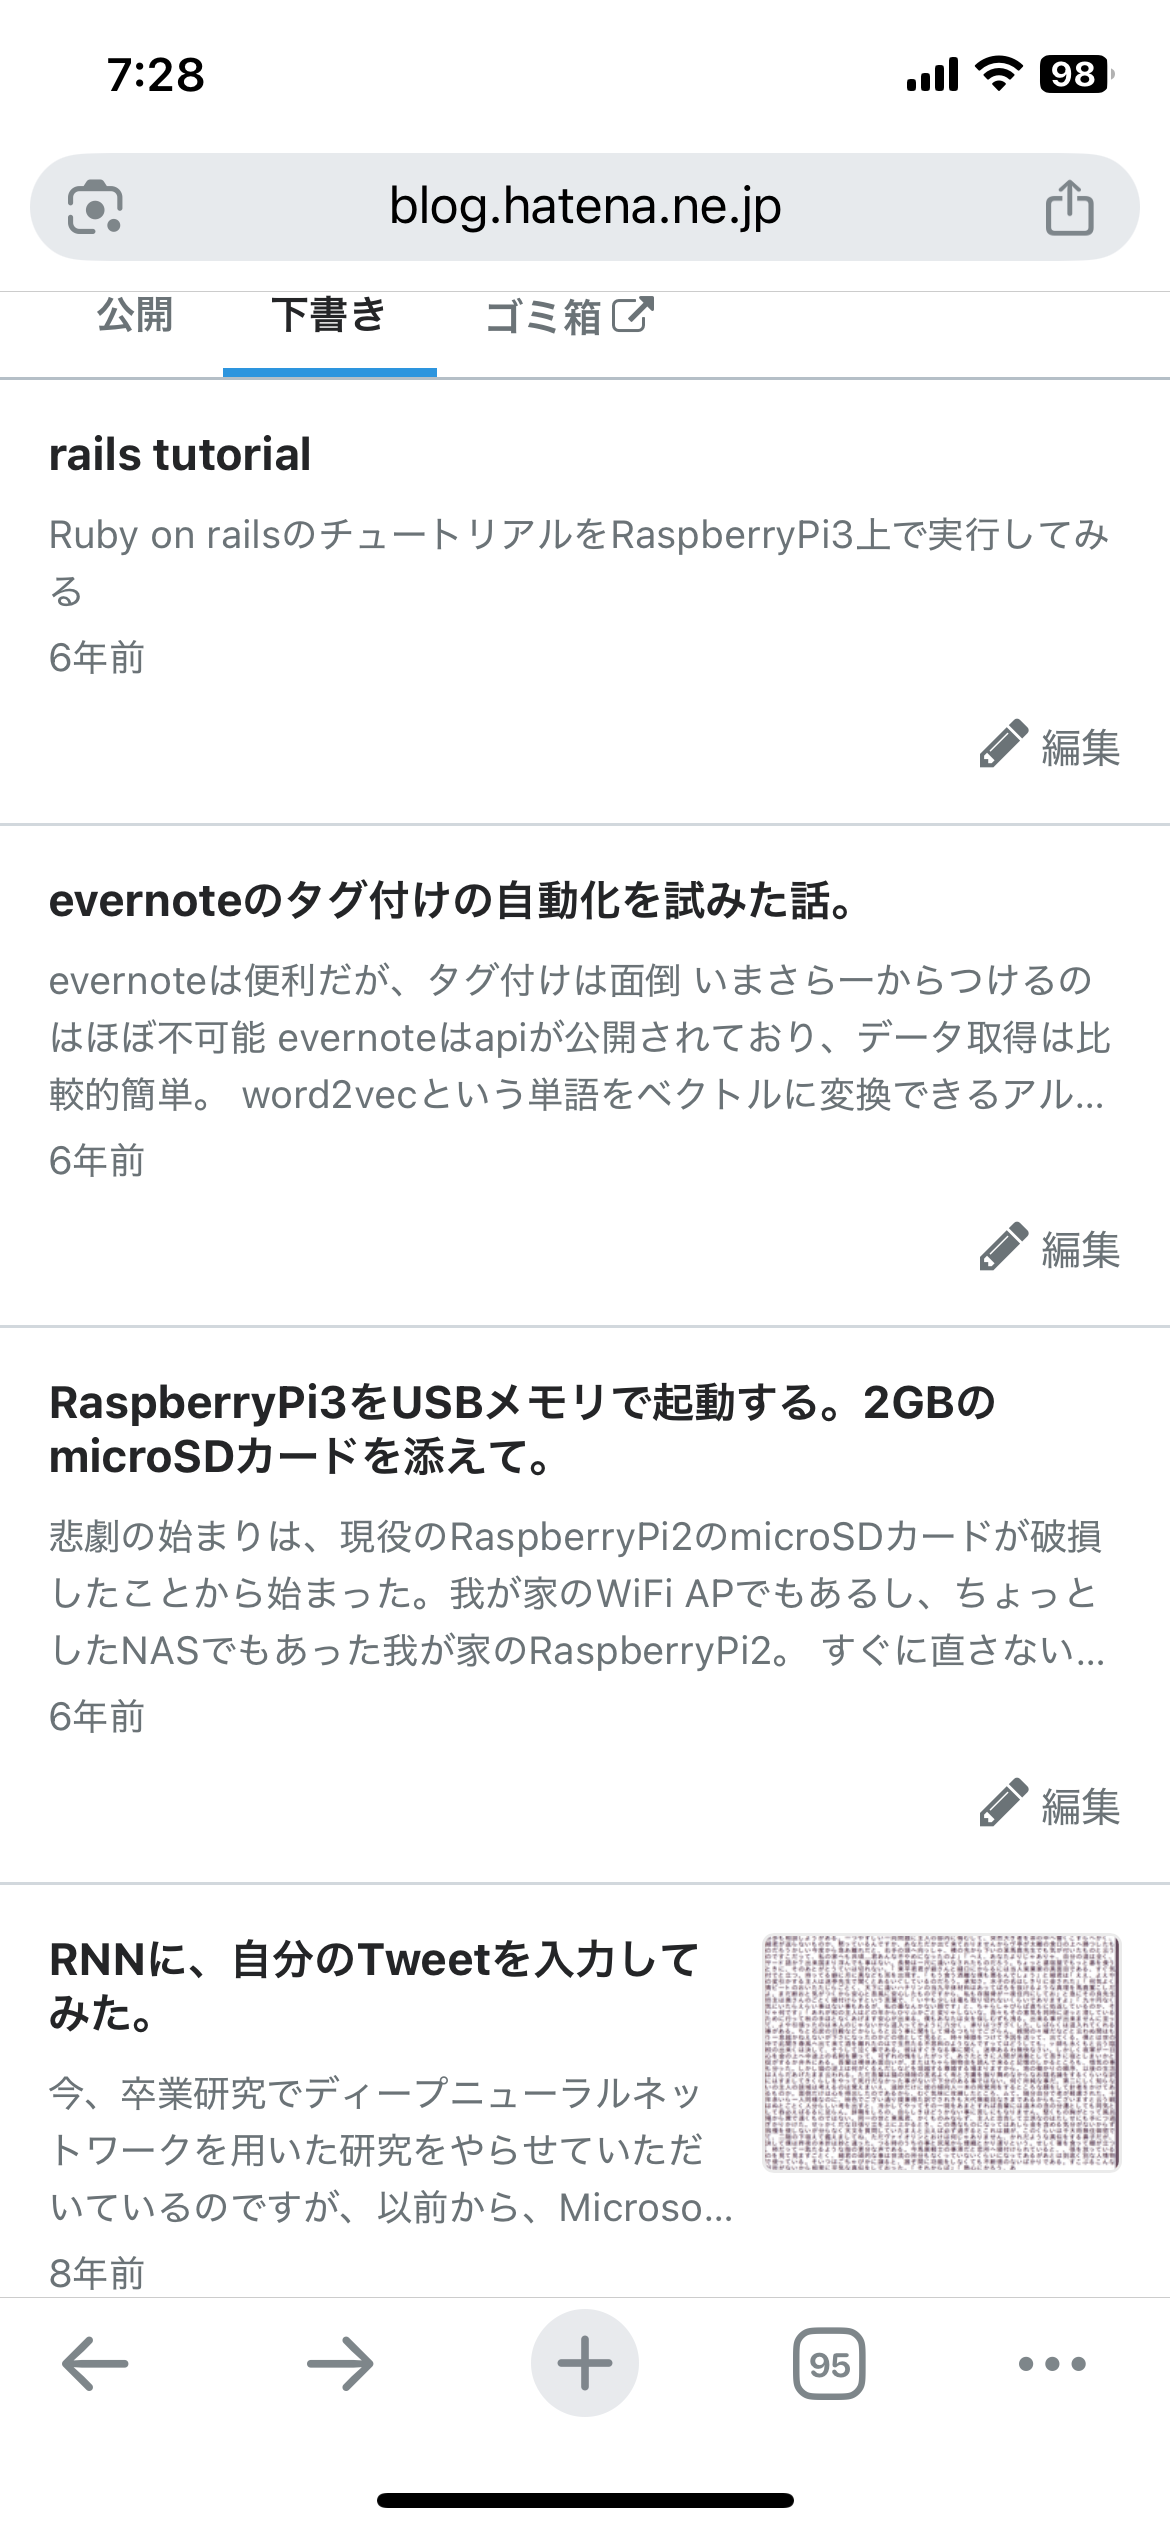 7:28
98
blog.hatena.ne.jp
公開 下書き ゴミ箱
rails tutorial
Ruby on railsのチュートリアルをRaspberryPi3上で実行してみ
る
6年前
編集
evernoteのタグ付けの自動化を試みた話。
evernoteは便利だが、タグ付けは面倒 いまさら一からつけるの
はほぼ不可能 evernoteはapiが公開されており、データ取得は比
較的簡単。 word2vecという単語をベクトルに変換できるアル...
6年前
編集
RaspberryPi3をUSBメモリで起動する。2GBの
microSDカードを添えて。
悲劇の始まりは、現役のRaspberryPi2のmicroSDカードが破損
したことから始まった。我が家のWiFi APでもあるし、ちょっと
したNASでもあった我が家のRaspberryPi2。 すぐに直さない...
6年前
編集
RNNに、自分のTweetを入力して
みた。
今、卒業研究でディープニューラルネッ
トワークを用いた研究をやらせていただ
いているのですが、以前から、Microso...
8年前
95